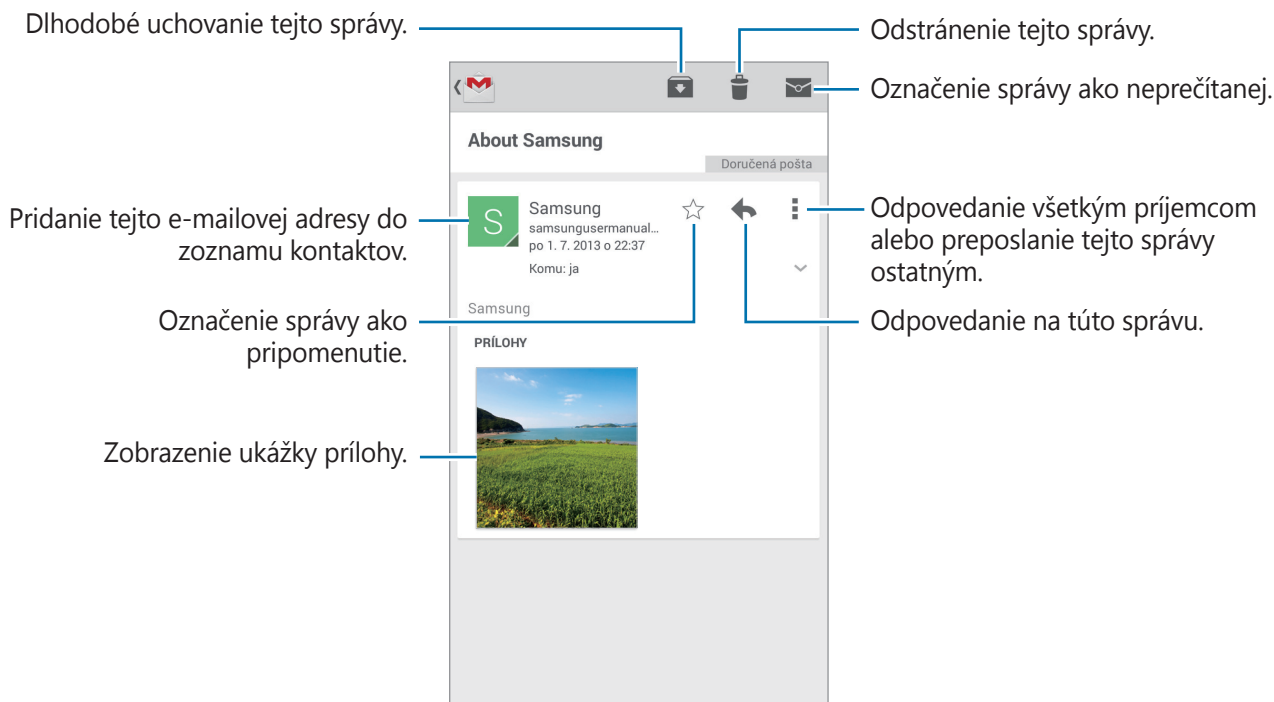 Dlhodobé uchovanie tejto správy.
Odstránenie tejto správy.
Označenie správy ako neprečítanej.
About Samsung
Doručená pošta
Pridanie tejto e-mailovej adresy do
zoznamu kontaktov.
S
Samsung
samsungusermanual...
po 1. 7. 2013 o 22:37
Komu: ja
Odpovedanie všetkým príjemcom
alebo preposlanie tejto správy
ostatným.
Samsung
Označenie správy ako
pripomenutie.
Odpovedanie na túto správu.
PRÍLOHY
Zobrazenie ukážky prílohy.